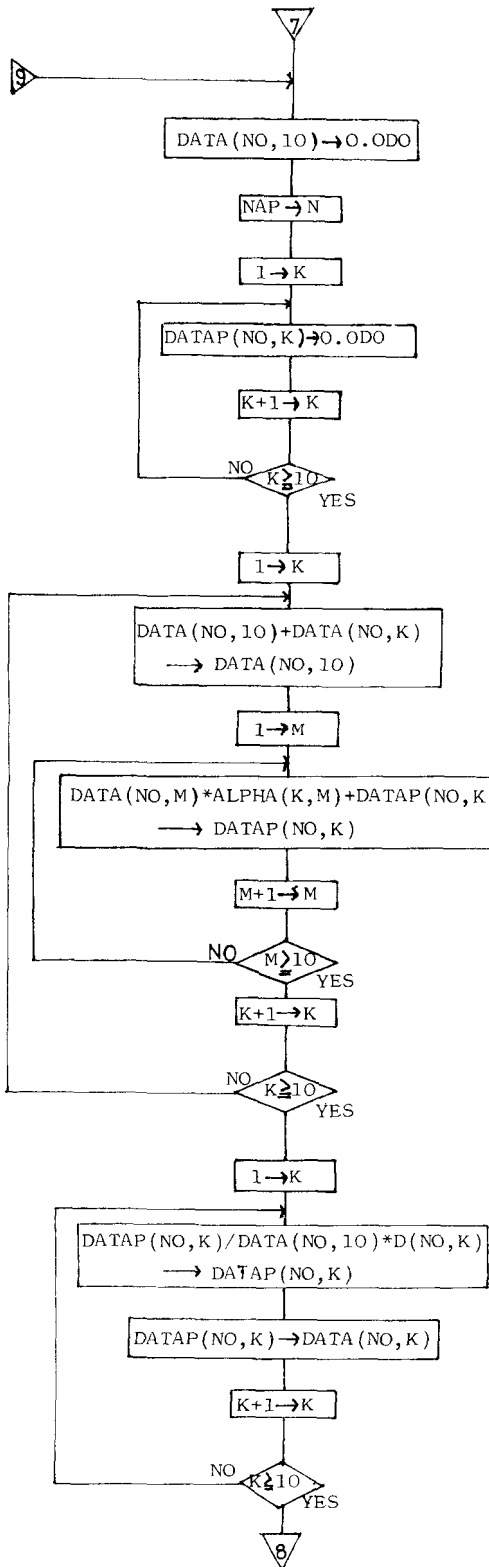 7
9
DATA(NO,10)→0.0D0
NAP→N
1→K
DATAP(NO,K)→0.0D0
K+1→K
NO
K≧10
YES
1→K
DATA(NO,10)+DATA(NO,K)
→ DATA(NO,10)
1→M
DATA(NO,M)*ALPHA(K,M)+DATAP(NO,K
→ DATAP(NO,K)
M+1→M
NO
M≧10
YES
K+1→K
NO
K≧10
YES
1→K
DATAP(NO,K)/DATA(NO,10)*D(NO,K)
→ DATAP(NO,K)
DATAP(NO,K)→DATA(NO,K)
K+1→K
NO
K≧10
YES
8